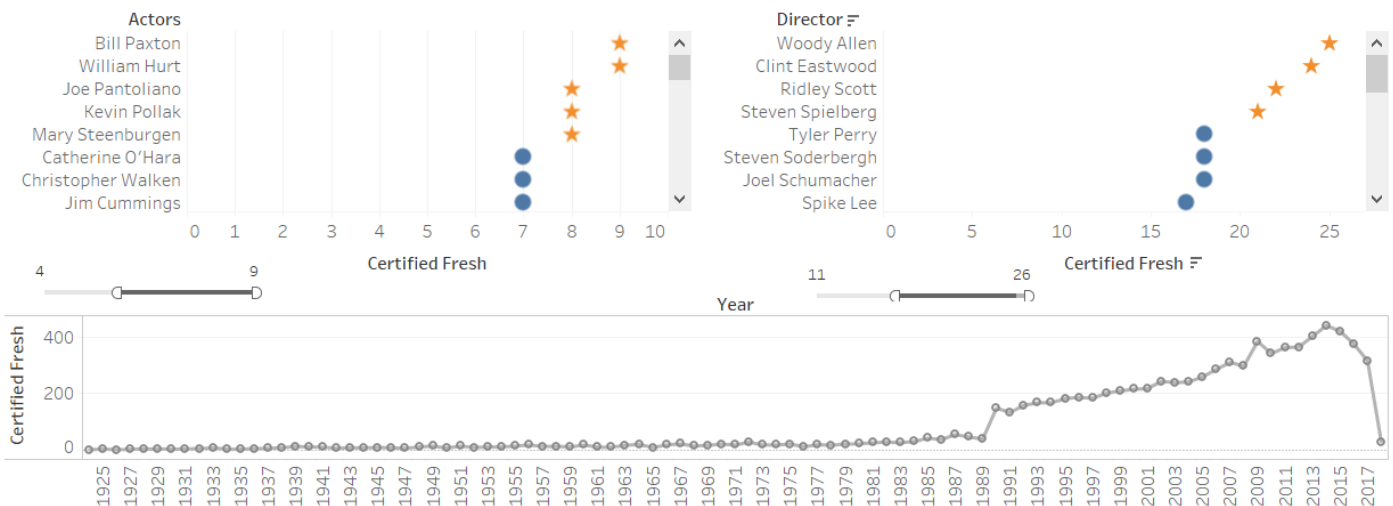 Actors
Bill Paxton
William Hurt
Joe Pantoliano
Kevin Pollak
Mary Steenburgen
Catherine O'Hara
Christopher Walken
Jim Cummings
0 1 2 3 4 5 6 7 8 9 10
Certified Fresh
4 9
Director
Woody Allen
Clint Eastwood
Ridley Scott
Steven Spielberg
Tyler Perry
Steven Soderbergh
Joel Schumacher
Spike Lee
0 5 10 15 20 25
Certified Fresh
11 26
Year
Certified Fresh
400
200
0
1925 1927 1929 1931 1933 1935 1937 1939 1941 1943 1945 1947 1949 1951 1953 1955 1957 1959 1961 1963 1965 1967 1969 1971 1973 1975 1977 1979 1981 1983 1985 1987 1989 1991 1993 1995 1997 1999 2001 2003 2005 2007 2009 2011 2013 2015 2017